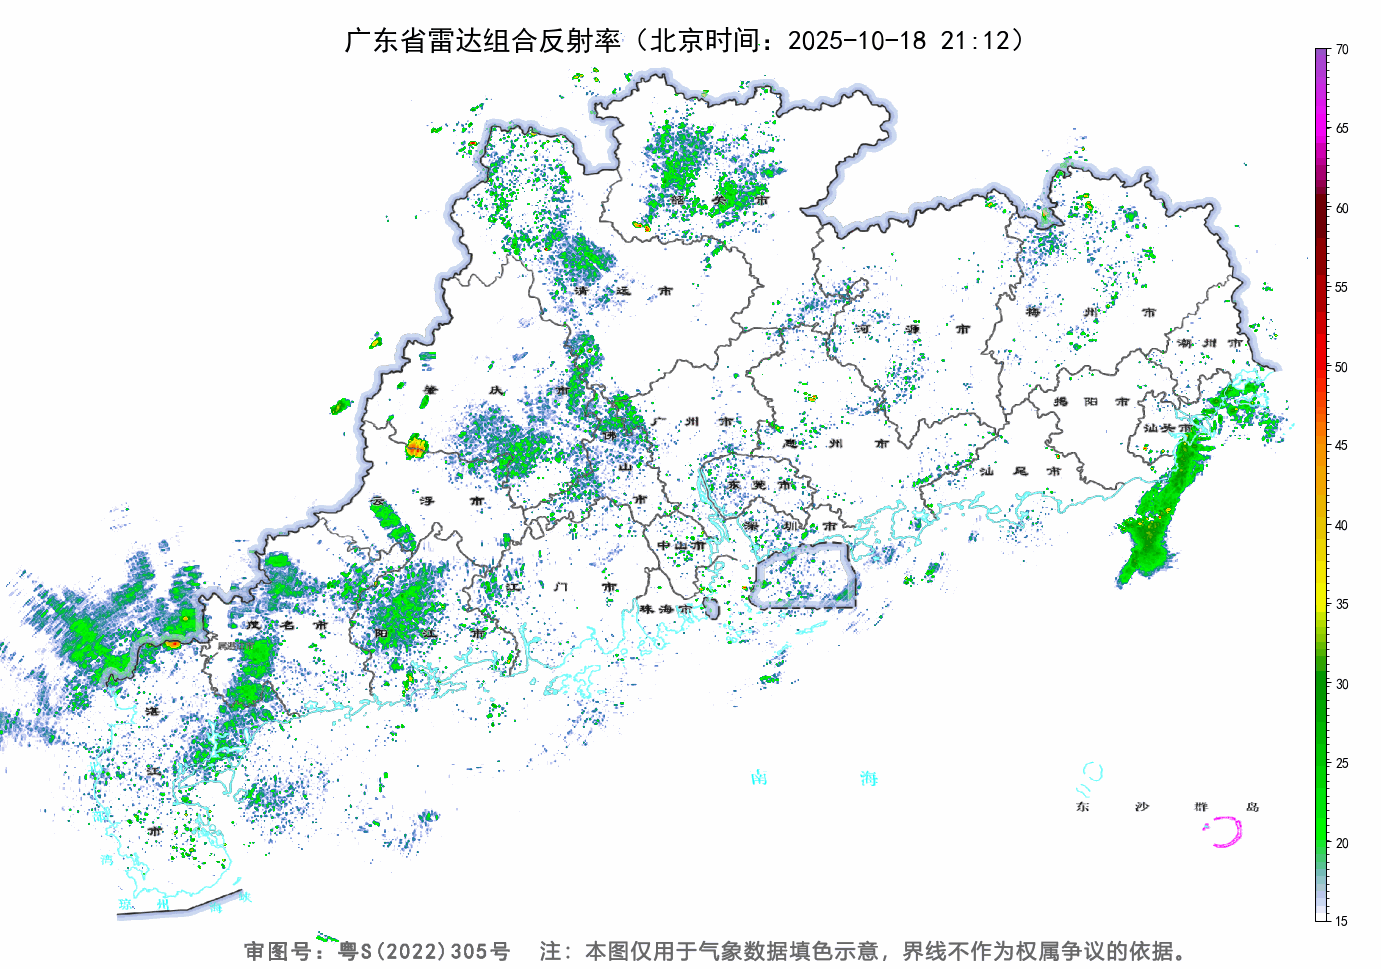 广东省雷达组合反射率（北京时间：2025-10-18 21:12）
70
65
60
55
50
45
40
35
30
25
20
15
韶关市
清远市
河源市
梅州市
潮州市
肇庆市
广州市
佛山市
惠州市
揭阳市
汕头市
汕尾市
云浮市
东莞市
深圳市
中山市
江门市
珠海市
茂名市
阳江市
湛江市
南海
东沙群岛
湾
琼州海峡
审图号：粤S(2022)305号 注：本图仅用于气象数据填色示意，界线不作为权属争议的依据。